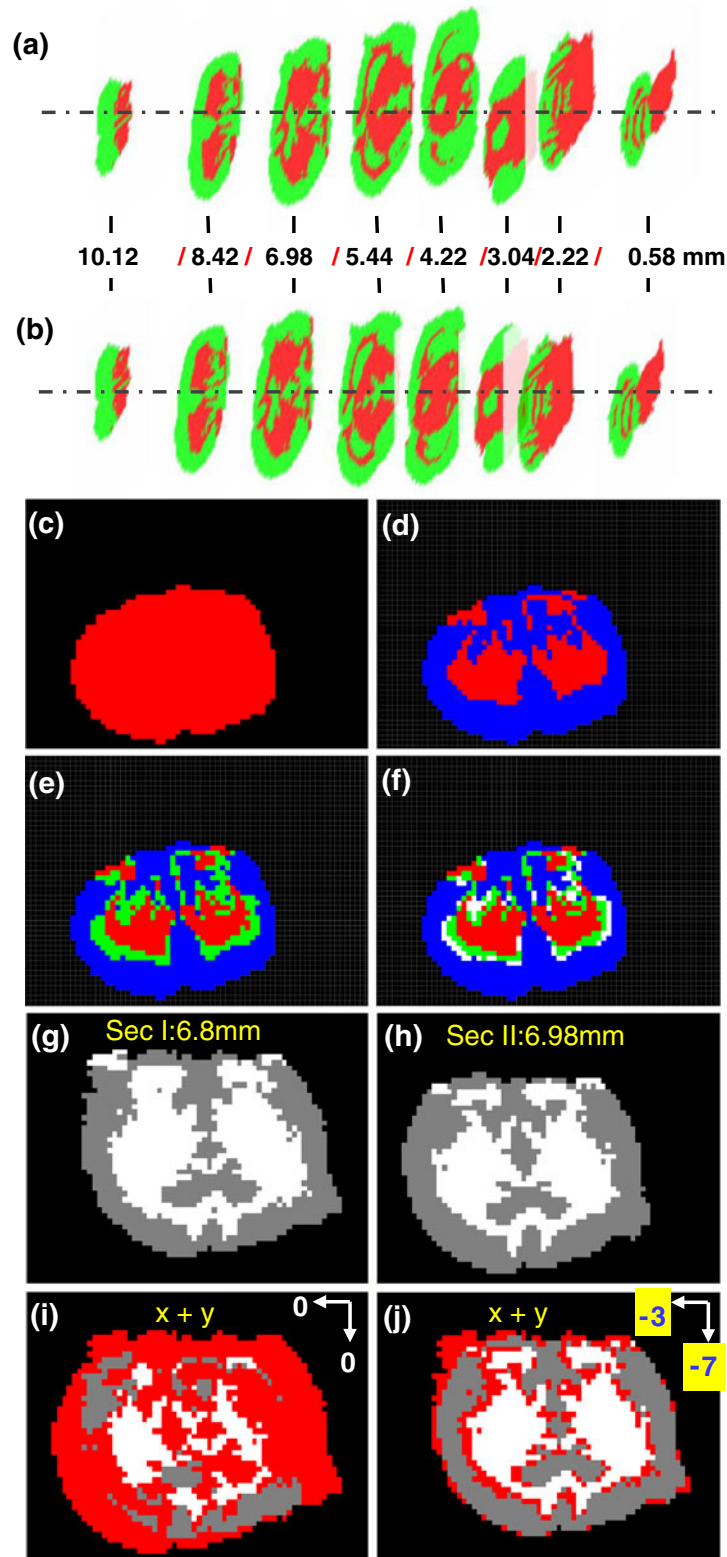 (a)
10.12 / 8.42 / 6.98 / 5.44 / 4.22 /3.04/2.22 / 0.58 mm
(b)
(c) (d)
(e) (f)
(g) Sec I:6.8mm (h) Sec II:6.98mm
(i) x + y 0 (j) x + y -3
0 -7